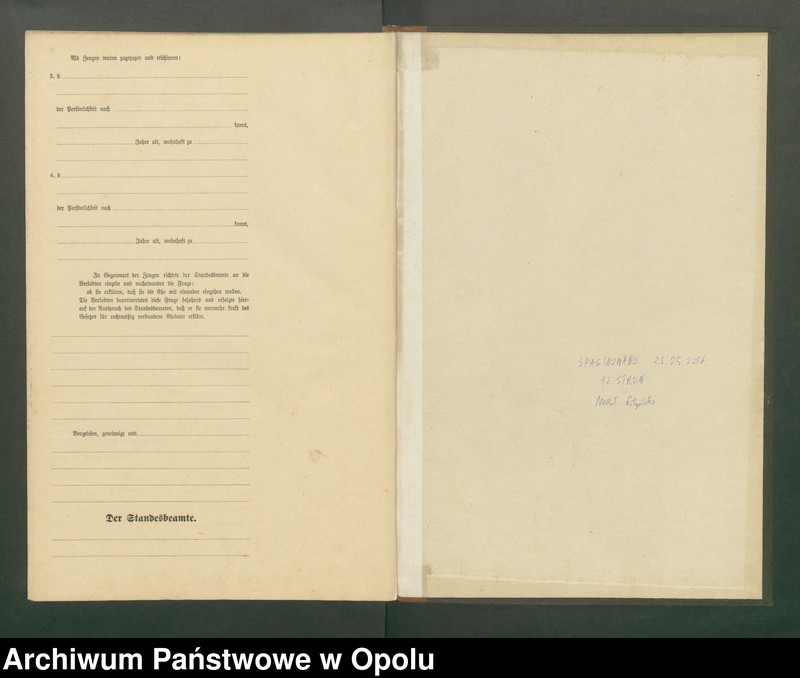 Als Zeugen waren zugezogen und erschienen:
3. d
der Persönlichkeit nach
kannt,
Jahre alt, wohnhaft zu
4. d
der Persönlichkeit nach
kannt,
Jahre alt, wohnhaft zu
In Gegenwart der Zeugen richtete der Standesbeamte an die
Verlobten einzeln und nacheinander die Frage:
ob sie erklären, daß sie die Ehe mit einander eingehen wollen.
Die Verlobten beantworteten diese Frage bejahend und erfolgte hier-
auf der Ausspruch des Standesbeamten, daß er sie nunmehr kraft des
Gesetzes für rechtmäßig verbundene Eheleute erkläre.
Vorgelesen, genehmigt und
Der Standesbeamte.
SPAGINOWANO 25.05.2016
12 STRON
Archiwum Państwowe w Opolu